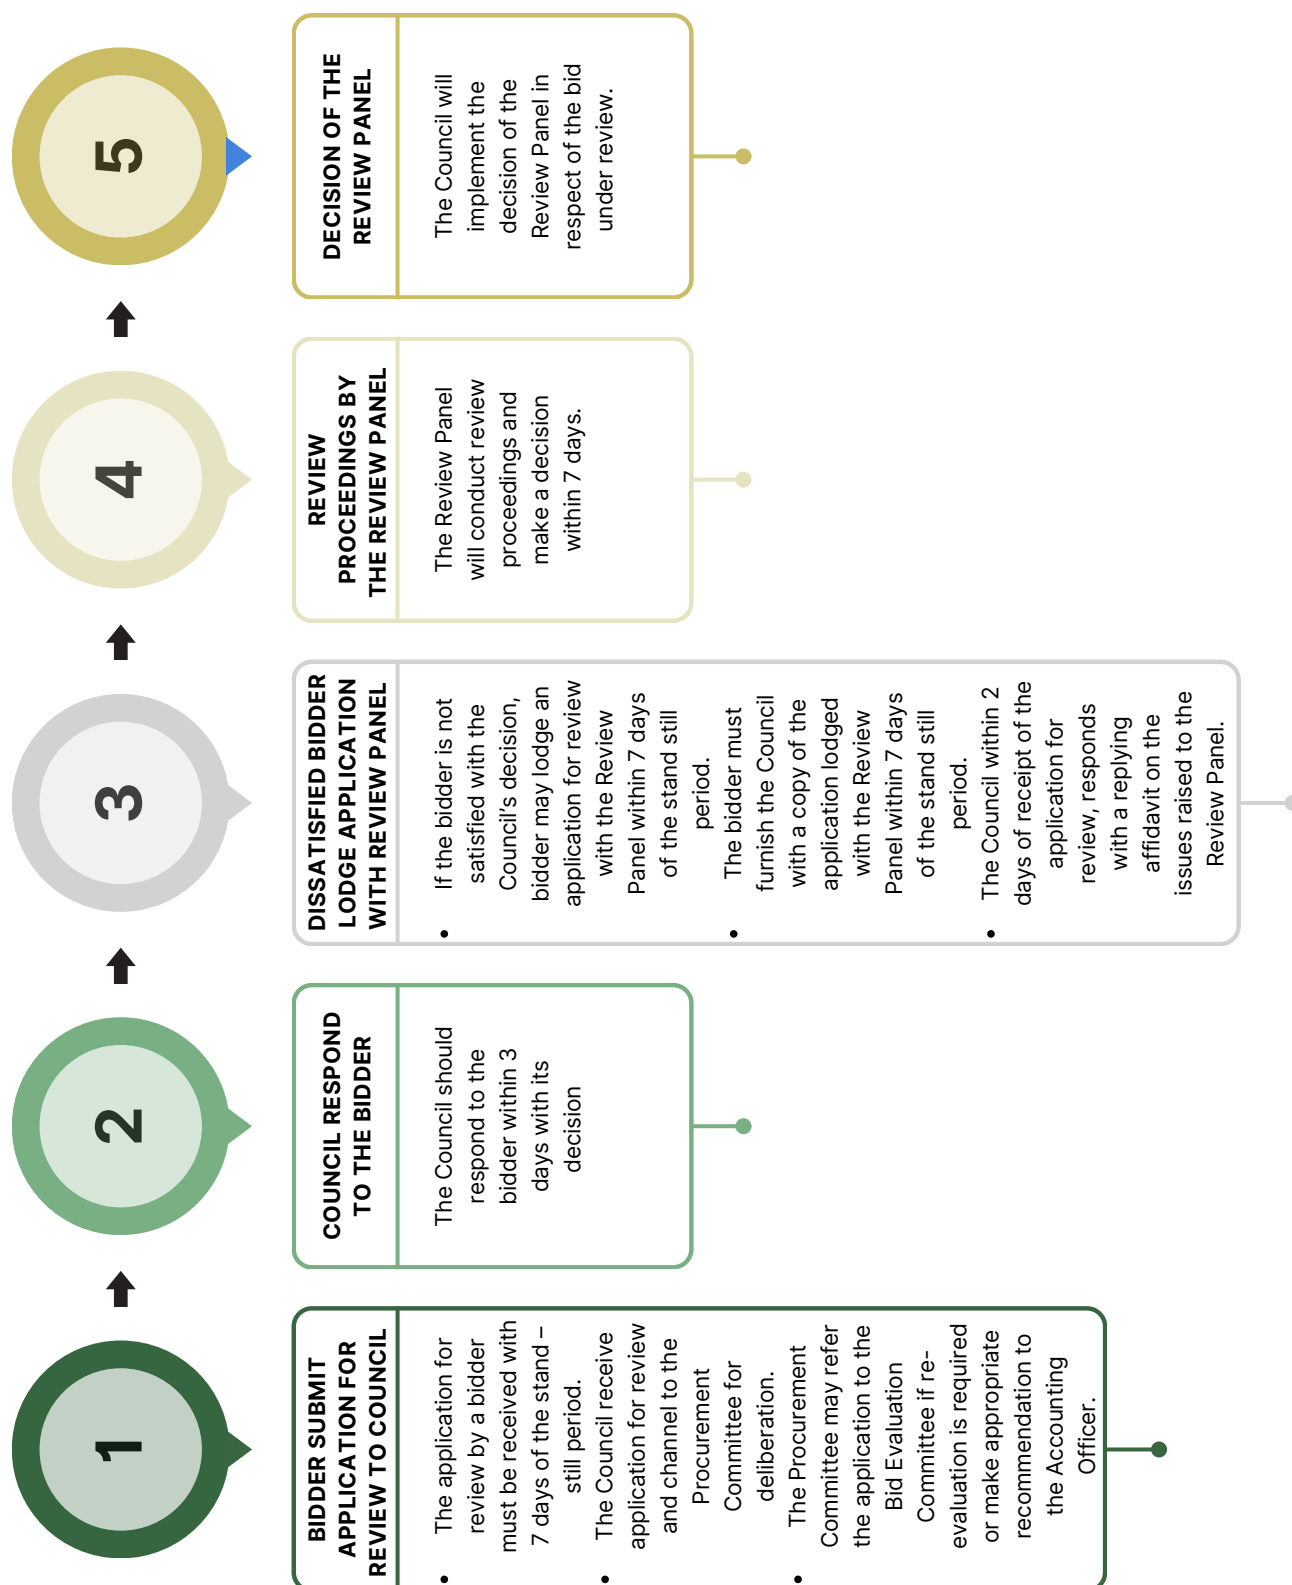 1
BIDDER SUBMIT
APPLICATION FOR
REVIEW TO COUNCIL
• The application for
review by a bidder
must be received with
7 days of the stand –
still period.
• The Council receive
application for review
and channel to the
Procurement
Committee for
deliberation.
• The Procurement
Committee may refer
the application to the
Bid Evaluation
Committee if re-
evaluation is required
or make appropriate
recommendation to
the Accounting
Officer.
2
COUNCIL RESPOND
TO THE BIDDER
The Council should
respond to the
bidder within 3
days with its
decision
3
DISSATISFIED BIDDER
LODGE APPLICATION
WITH REVIEW PANEL
• If the bidder is not
satisfied with the
Council's decision,
bidder may lodge an
application for review
with the Review
Panel within 7 days
of the stand still
period.
• The bidder must
furnish the Council
with a copy of the
application lodged
with the Review
Panel within 7 days
of the stand still
period.
• The Council within 2
days of receipt of the
application for
review, responds
with a replying
affidavit on the
issues raised to the
Review Panel.
4
REVIEW
PROCEEDINGS BY
THE REVIEW PANEL
The Review Panel
will conduct review
proceedings and
make a decision
within 7 days.
5
DECISION OF THE
REVIEW PANEL
The Council will
implement the
decision of the
Review Panel in
respect of the bid
under review.